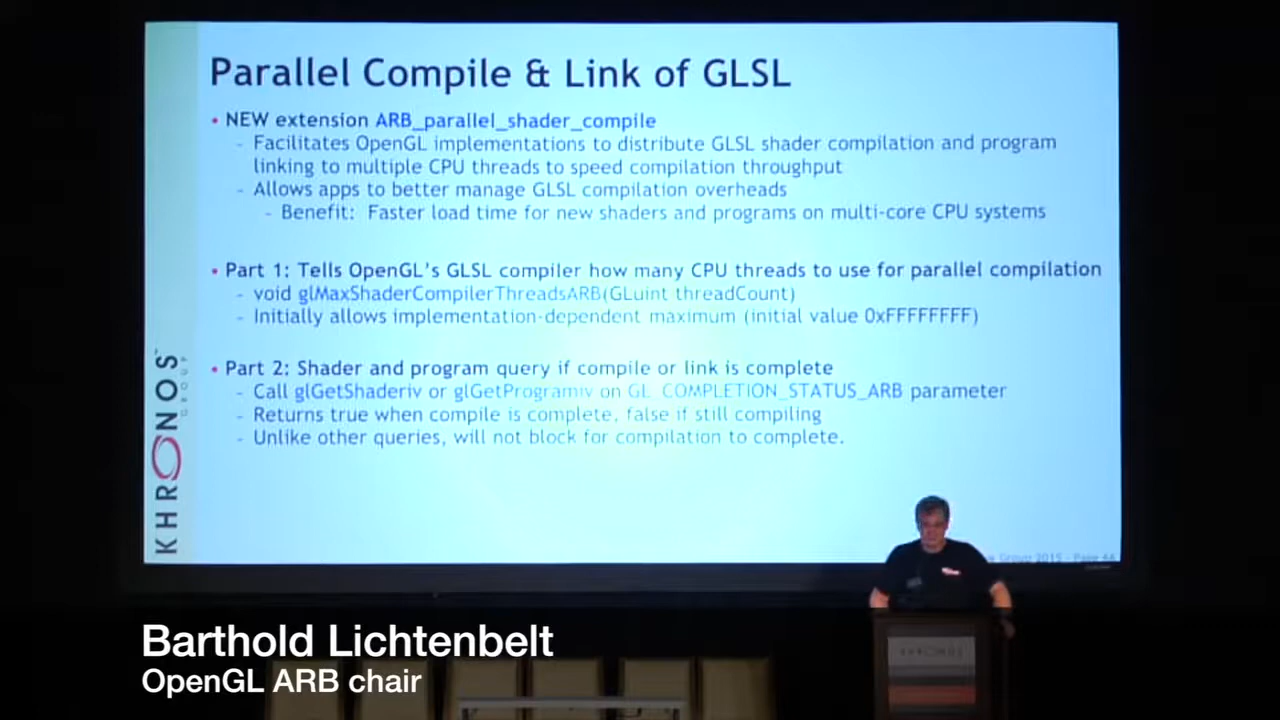 Parallel Compile & Link of GLSL
• NEW extension ARB_parallel_shader_compile
- Facilitates OpenGL implementations to distribute GLSL shader compilation and program
linking to multiple CPU threads to speed compilation throughput
- Allows apps to better manage GLSL compilation overheads
- Benefit: Faster load time for new shaders and programs on multi-core CPU systems
• Part 1: Tells OpenGL's GLSL compiler how many CPU threads to use for parallel compilation
- void glMaxShaderCompilerThreadsARB(GLuint threadCount)
- Initially allows implementation-dependent maximum (initial value 0xFFFFFFFF)
• Part 2: Shader and program query if compile or link is complete
- Call glGetShaderiv or glGetProgramiv on GL_COMPLETION_STATUS_ARB parameter
- Returns true when compile is complete, false if still compiling
- Unlike other queries, will not block for compilation to complete.
KHRONOS
GROUP
Group 2015 - Page 44
KHRONOS
Barthold Lichtenbelt
OpenGL ARB chair